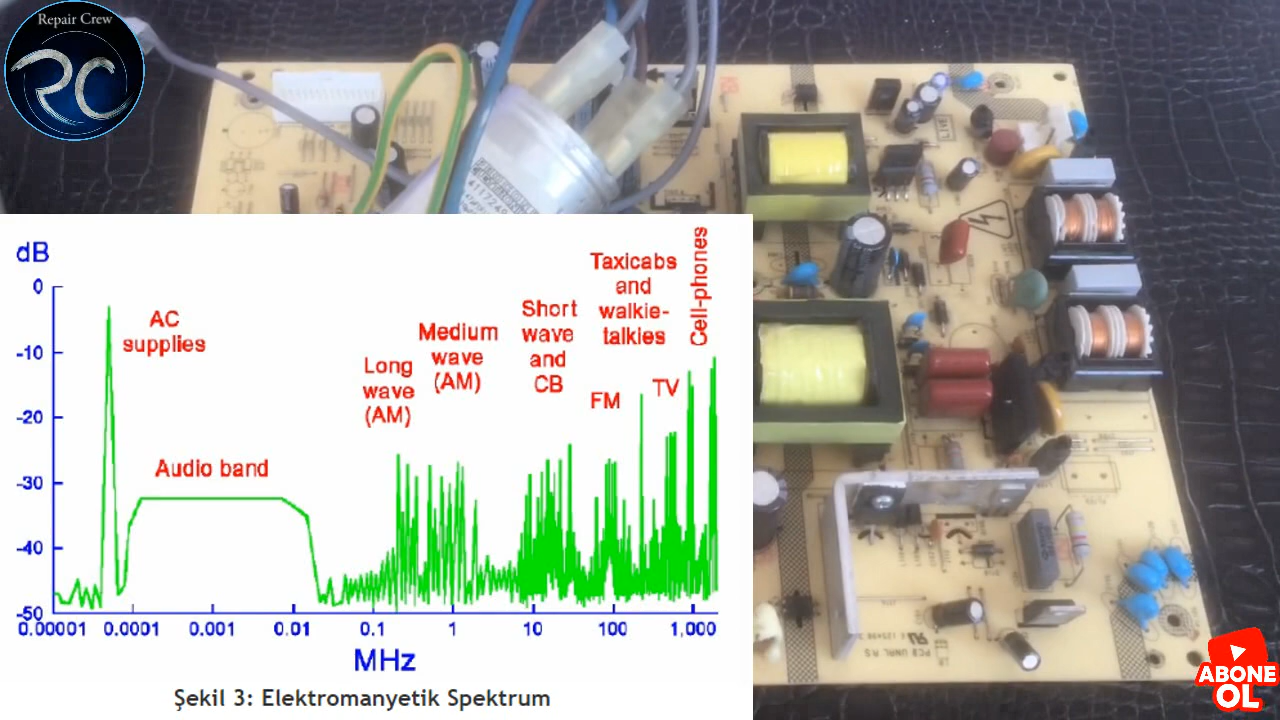 Repair Crew
RC
dB
0
-10
-20
-30
-40
-50
AC
supplies
Audio band
Long
wave
(AM)
Medium
wave
(AM)
Short
wave
and
CB
FM
Taxicabs
and
walkie-
talkies
TV
Cell-phones
0.00001 0.0001 0.001 0.01 0.1 1 10 100 1,000
MHz
Şekil 3: Elektromanyetik Spektrum
LIVE
ABONE
OL